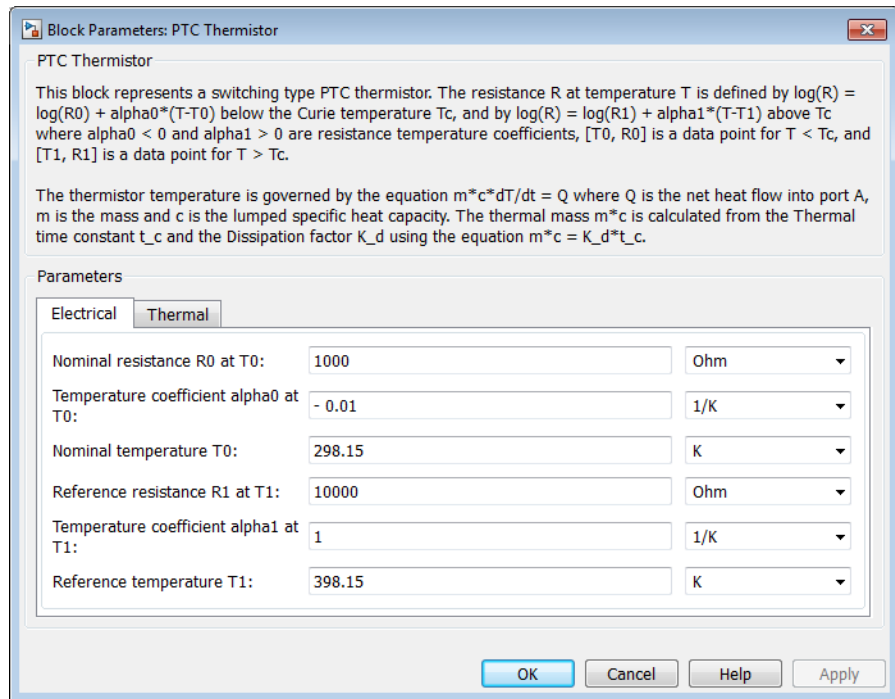 Block Parameters: PTC Thermistor
PTC Thermistor
This block represents a switching type PTC thermistor. The resistance R at temperature T is defined by log(R) =
log(R0) + alpha0*(T-T0) below the Curie temperature Tc, and by log(R) = log(R1) + alpha1*(T-T1) above Tc
where alpha0 < 0 and alpha1 > 0 are resistance temperature coefficients, [T0, R0] is a data point for T < Tc, and
[T1, R1] is a data point for T > Tc.
The thermistor temperature is governed by the equation m*c*dT/dt = Q where Q is the net heat flow into port A,
m is the mass and c is the lumped specific heat capacity. The thermal mass m*c is calculated from the Thermal
time constant t_c and the Dissipation factor K_d using the equation m*c = K_d*t_c.
Parameters
Electrical Thermal
Nominal resistance R0 at T0: 1000 Ohm
Temperature coefficient alpha0 at
T0: - 0.01 1/K
Nominal temperature T0: 298.15 K
Reference resistance R1 at T1: 10000 Ohm
Temperature coefficient alpha1 at
T1: 1 1/K
Reference temperature T1: 398.15 K
OK Cancel Help Apply